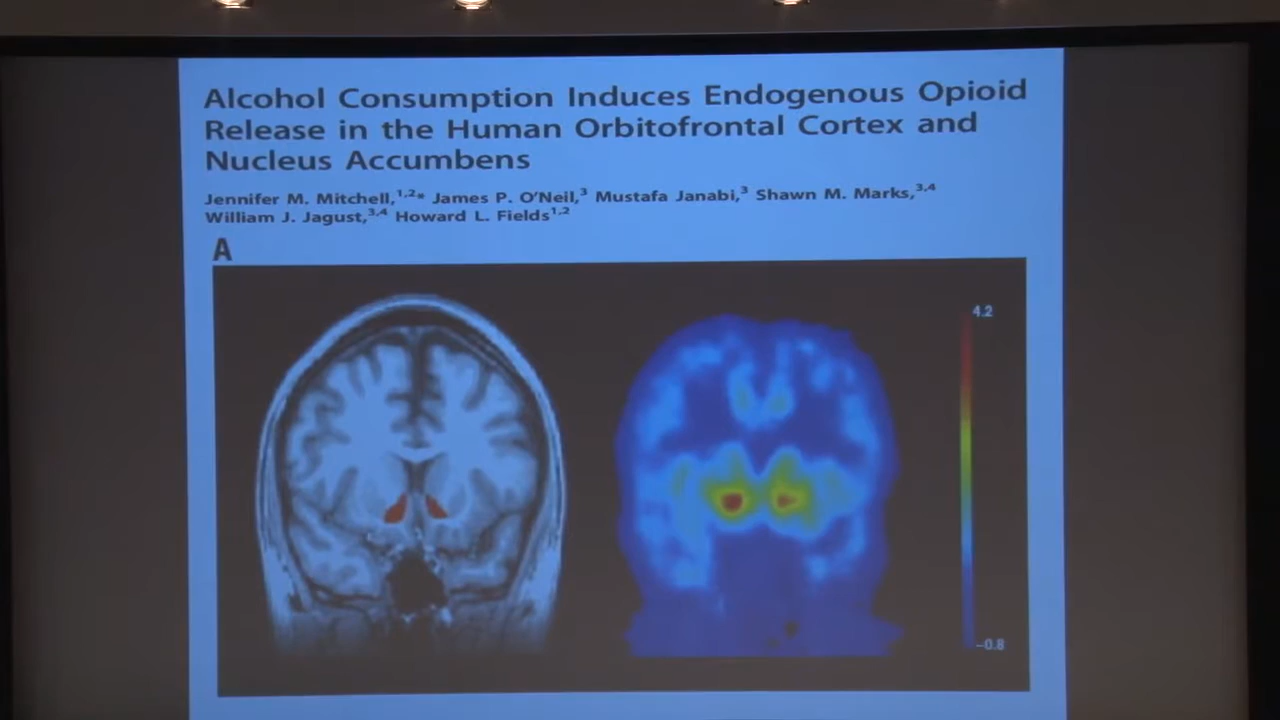 Alcohol Consumption Induces Endogenous Opioid
Release in the Human Orbitofrontal Cortex and
Nucleus Accumbens
Jennifer M. Mitchell,1,2* James P. O'Neil,3 Mustafa Janabi,3 Shawn M. Marks,3,4
William J. Jagust,3,4 Howard L. Fields1,2
A
4.2
−0.8